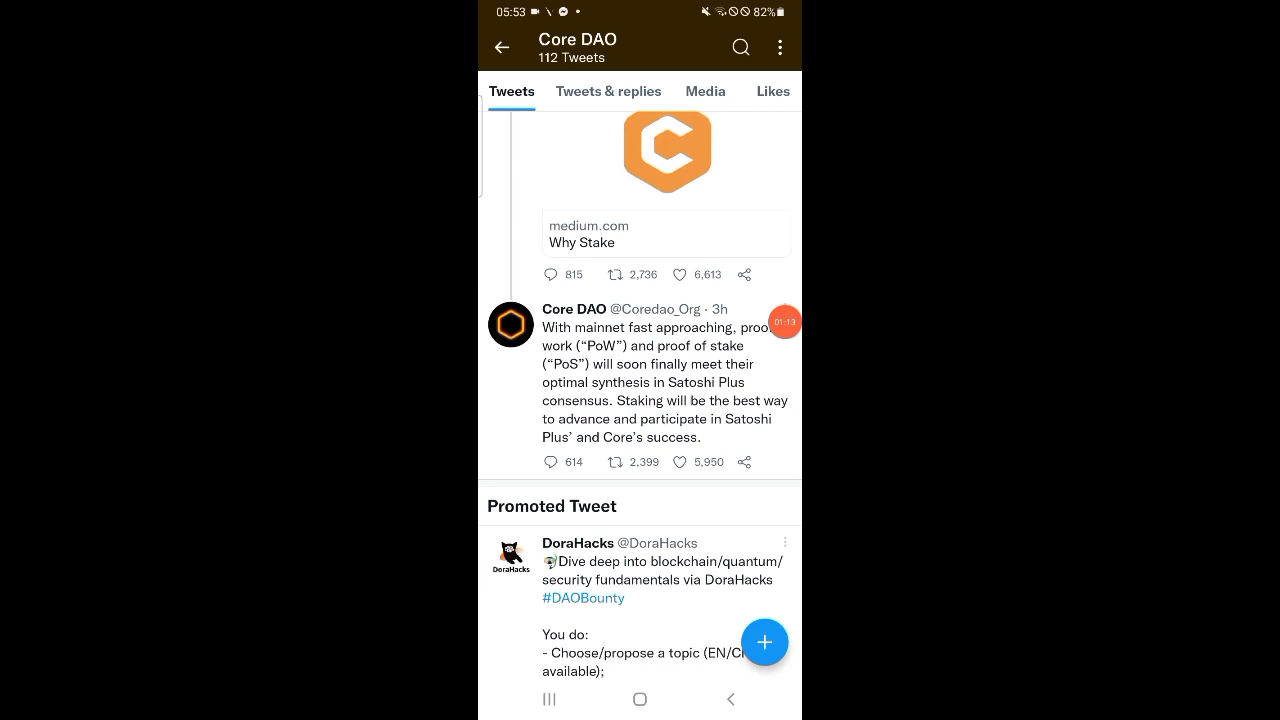 05:53
82%
Core DAO
112 Tweets
Tweets Tweets & replies Media Likes
medium.com
Why Stake
815 2,736 6,613
Core DAO @Coredao_Org · 3h
With mainnet fast approaching, proo
01:13
work (“PoW”) and proof of stake
(“PoS”) will soon finally meet their
optimal synthesis in Satoshi Plus
consensus. Staking will be the best way
to advance and participate in Satoshi
Plus’ and Core’s success.
614 2,399 5,950
Promoted Tweet
DoraHacks @DoraHacks
DoraHacks
Dive deep into blockchain/quantum/
security fundamentals via DoraHacks
#DAOBounty
You do:
- Choose/propose a topic (EN/C
available);